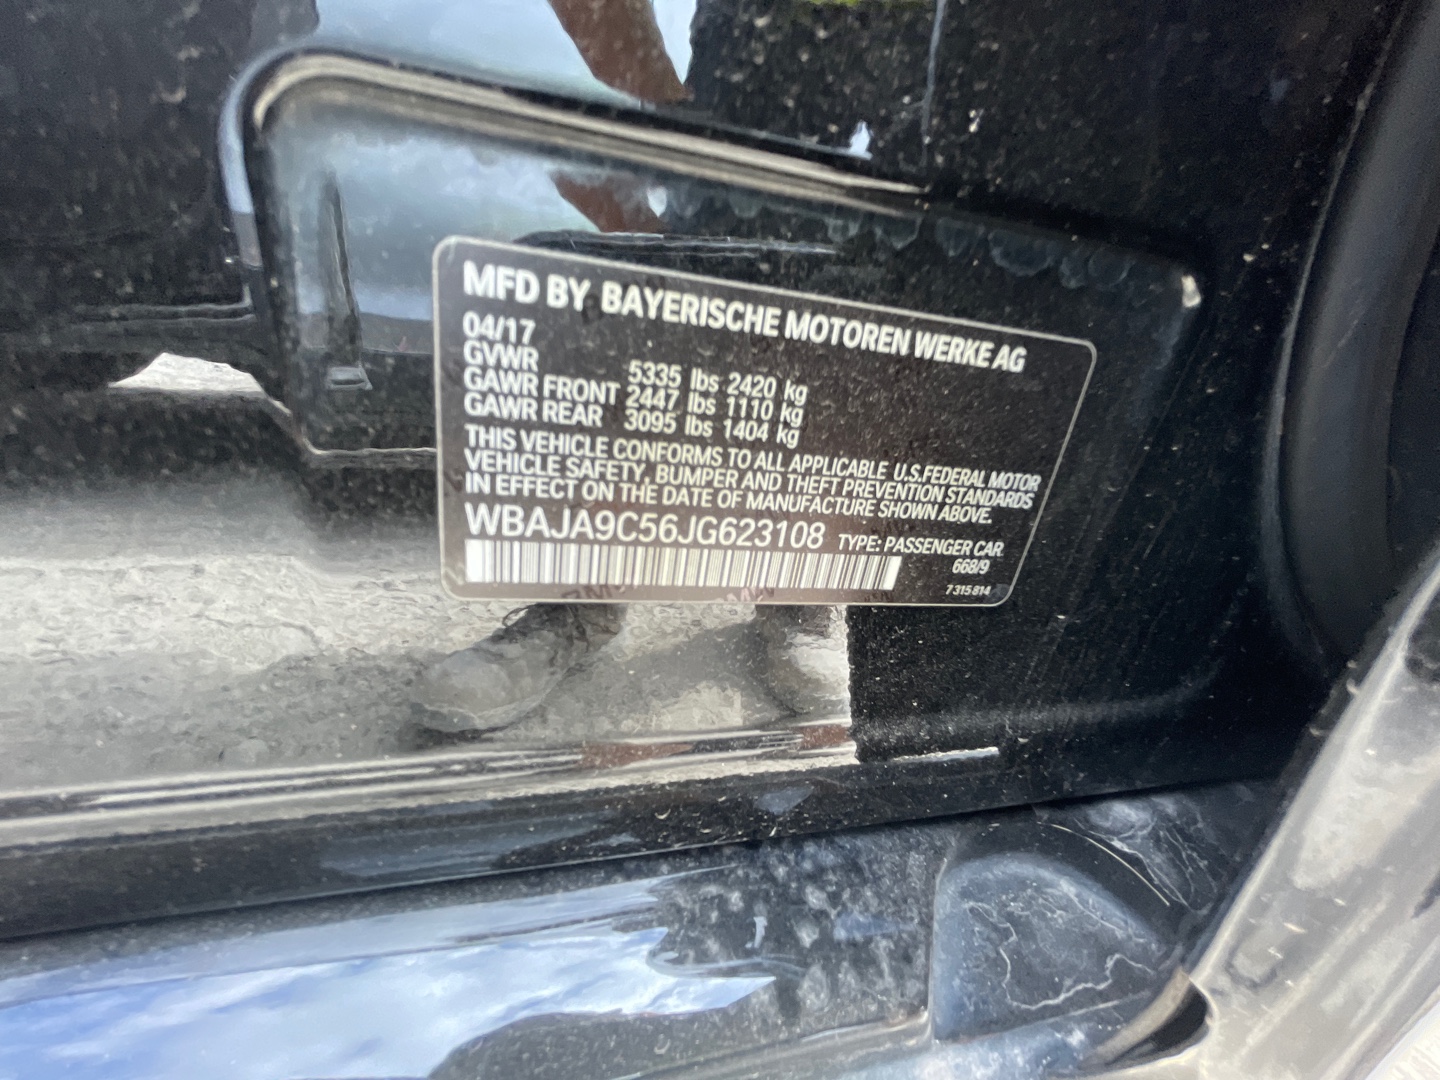 MFD BY BAYERISCHE MOTOREN WERKE AG
04/17
GVWR 5335 lbs 2420 kg
GAWR FRONT 2447 lbs 1110 kg
GAWR REAR 3095 lbs 1404 kg
THIS VEHICLE CONFORMS TO ALL APPLICABLE U.S.FEDERAL MOTOR
VEHICLE SAFETY, BUMPER AND THEFT PREVENTION STANDARDS
IN EFFECT ON THE DATE OF MANUFACTURE SHOWN ABOVE.
WBAJA9C56JG623108 TYPE: PASSENGER CAR
668/9
7 315 814